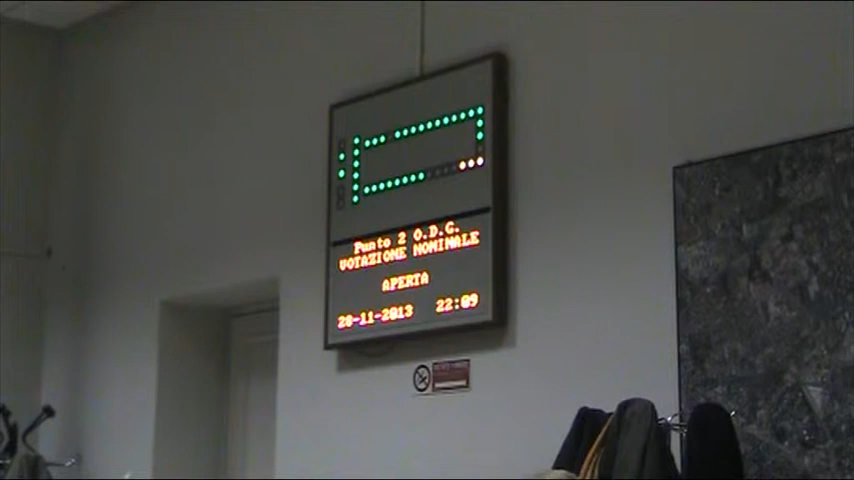 Punto 2 O.D.G.
VOTAZIONE NOMINALE
APERTA
28-11-2013 22:09